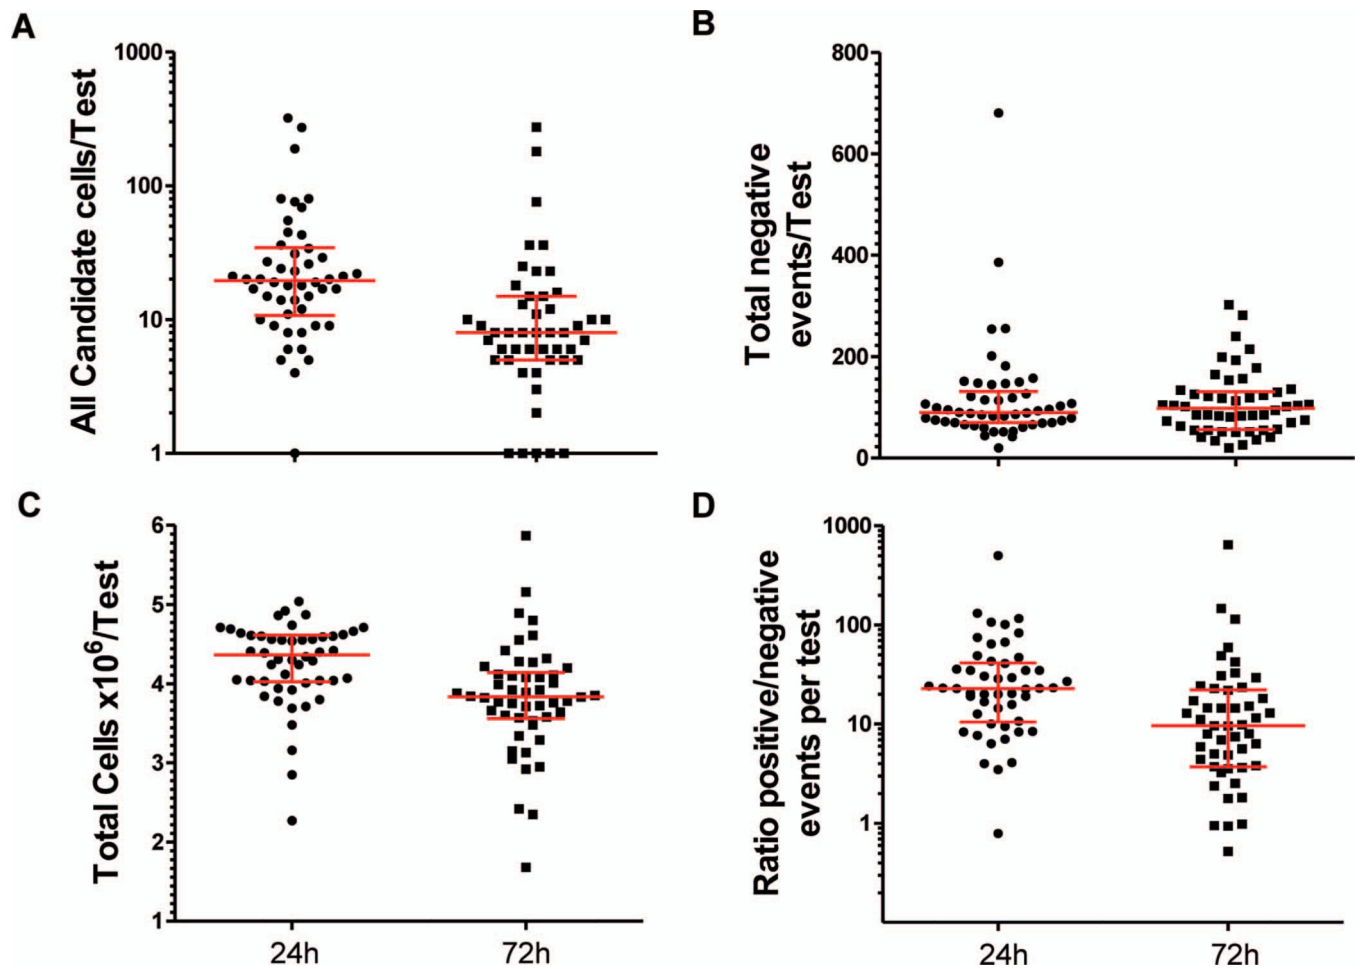 A
All Candidate cells/Test
1000
100
10
1
B
Total negative
events/Test
800
600
400
200
0
C
Total Cells x10⁶/Test
6
5
4
3
2
1
24h
72h
D
Ratio positive/negative
events per test
1000
100
10
1
24h
72h